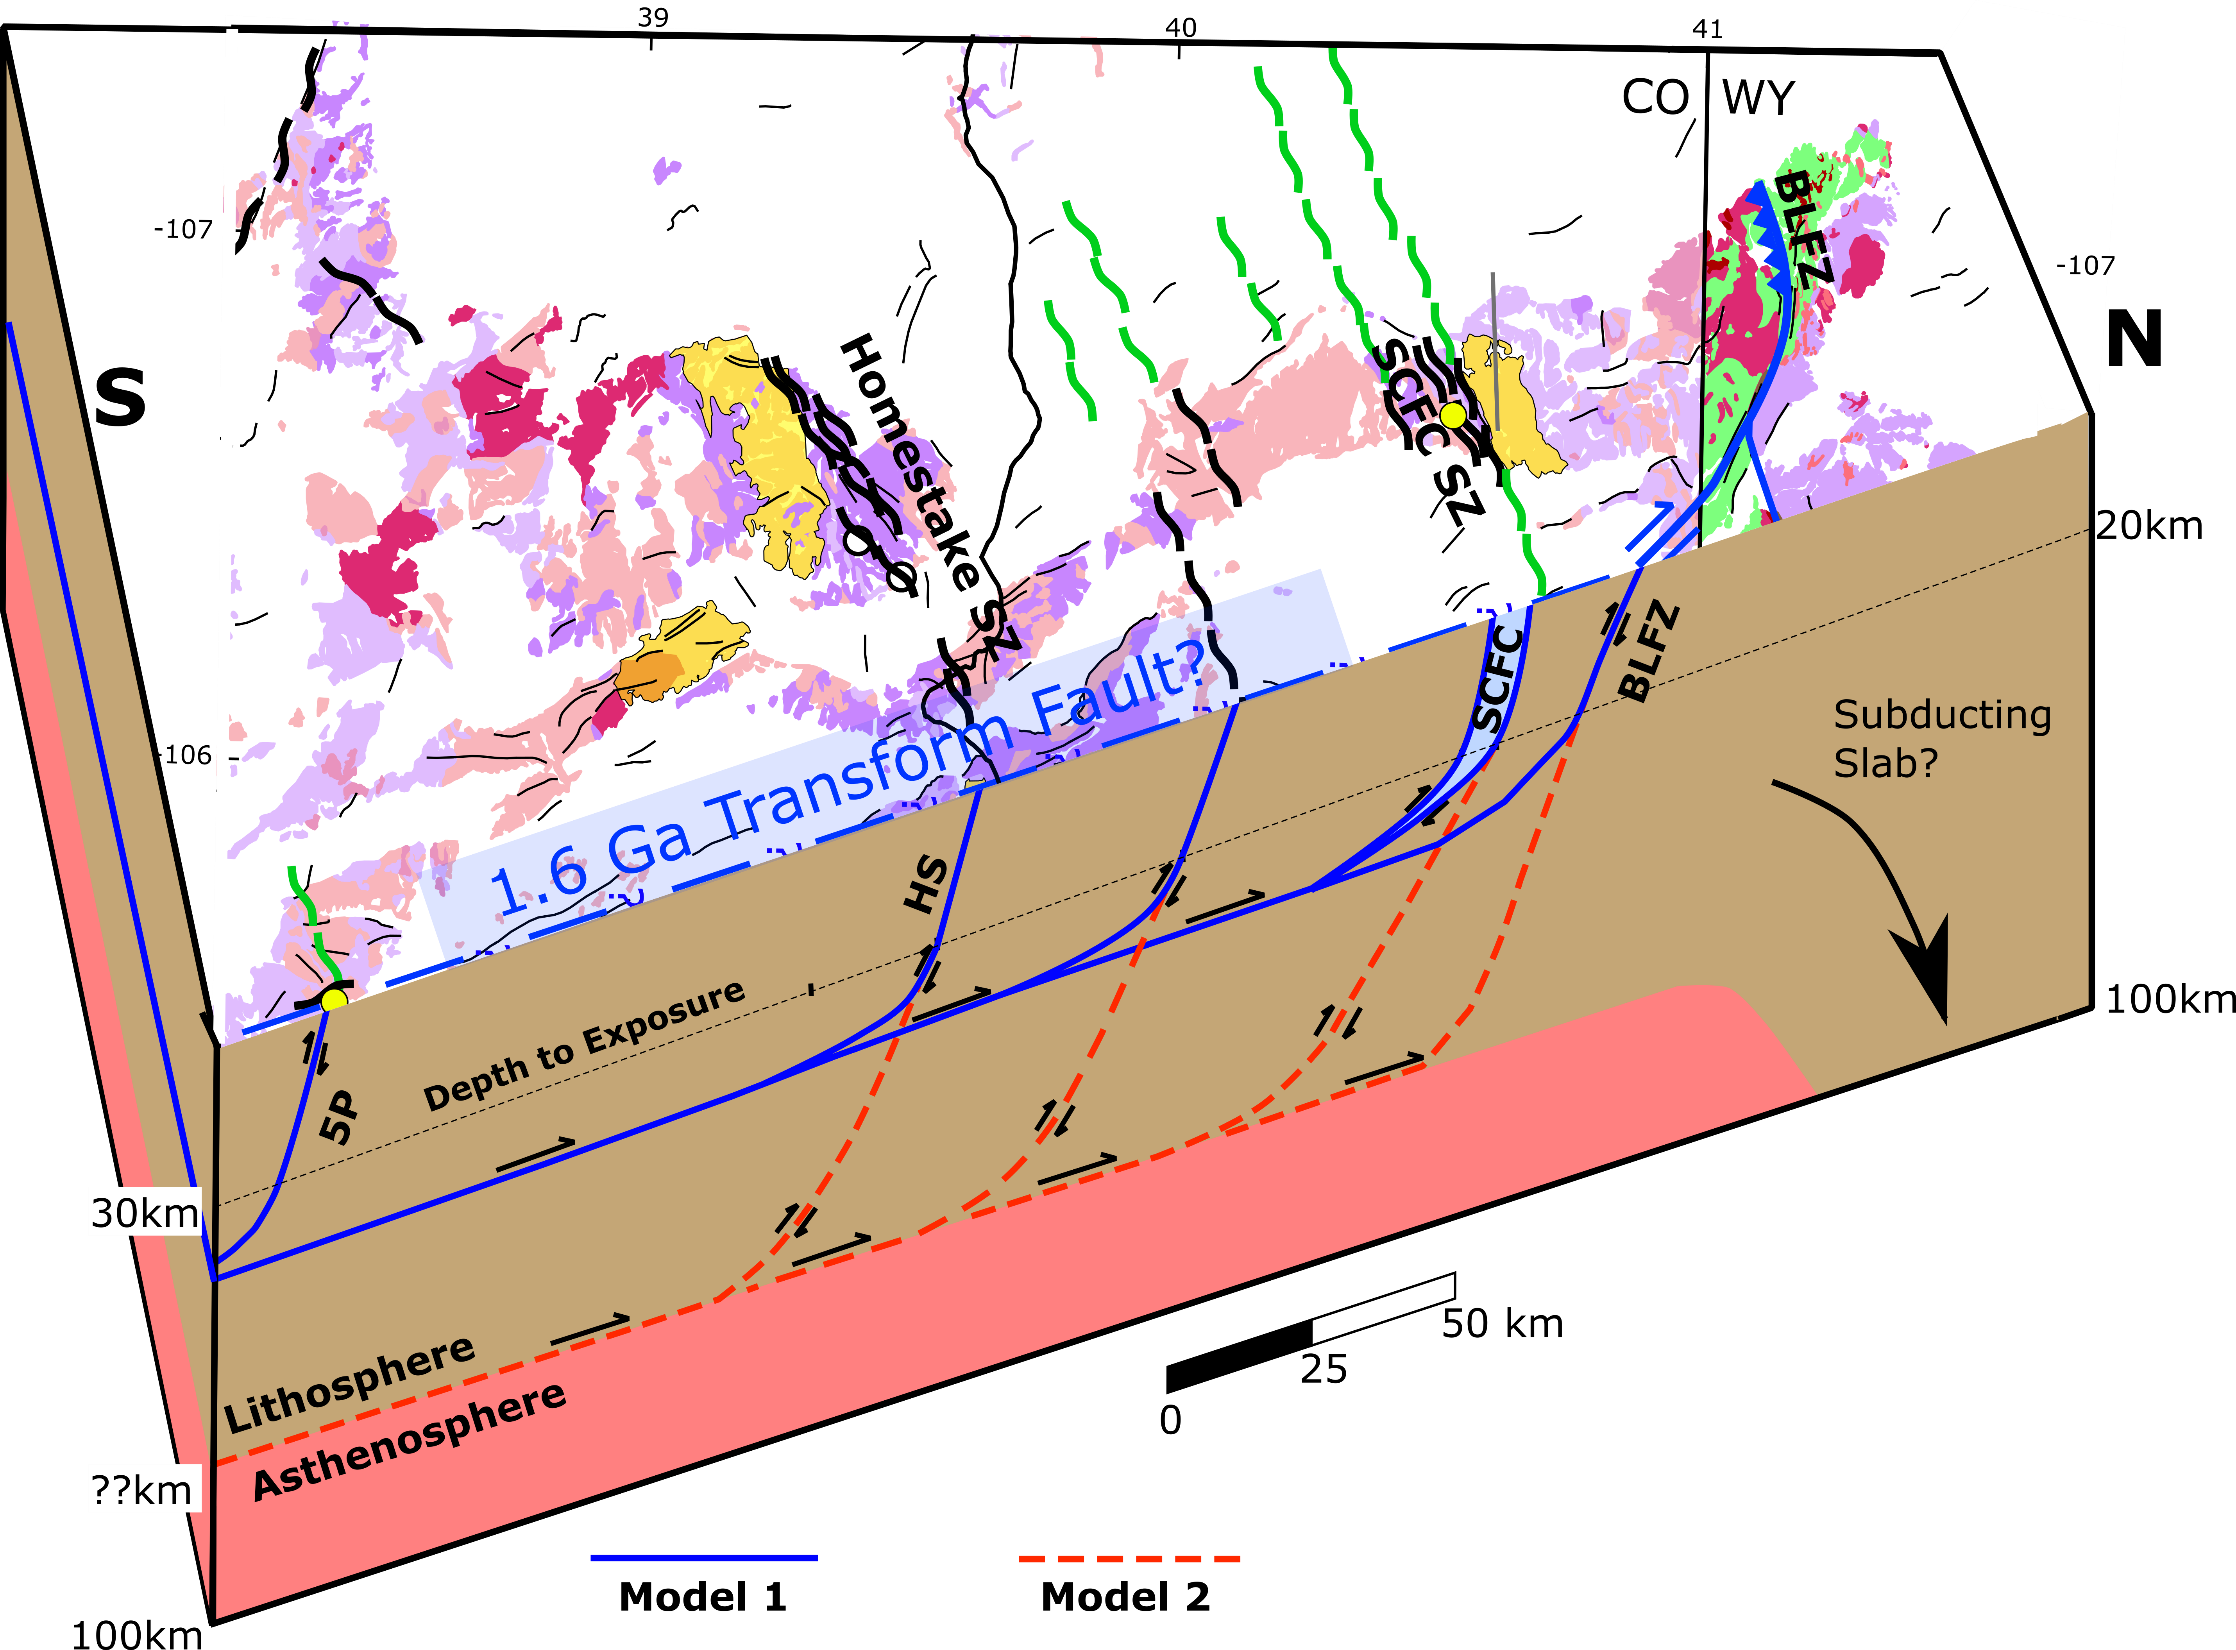 39
40
41
CO
WY
BLFZ
-107
-107
N
S
Homestake SZ
SCFC SZ
20km
1.6 Ga Transform Fault?
SCFC
BLFZ
Subducting
Slab?
-106
HS
Depth to Exposure
100km
5P
30km
50 km
25
0
Lithosphere
Asthenosphere
??km
100km
Model 1
Model 2